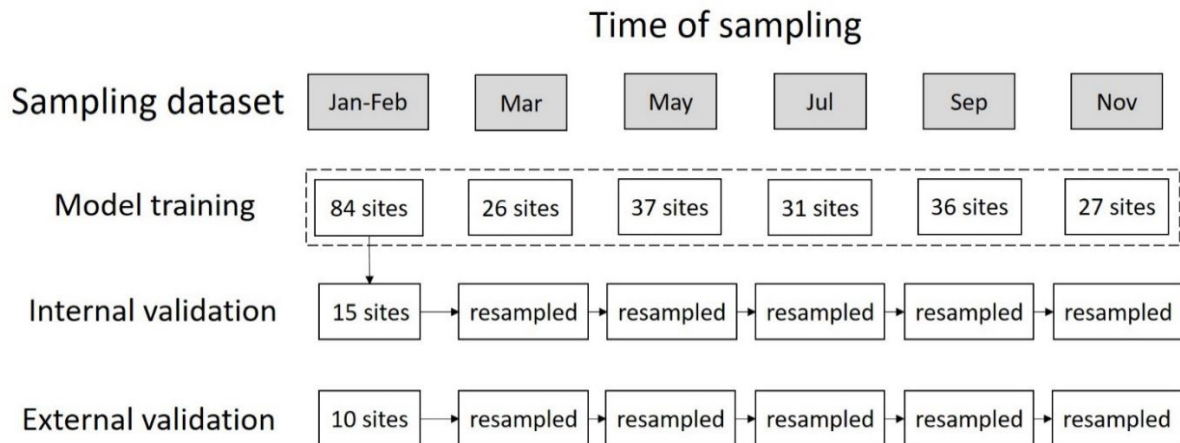 Time of sampling
Sampling dataset Jan-Feb Mar May Jul Sep Nov
Model training 84 sites 26 sites 37 sites 31 sites 36 sites 27 sites
Internal validation 15 sites resampled resampled resampled resampled resampled
External validation 10 sites resampled resampled resampled resampled resampled